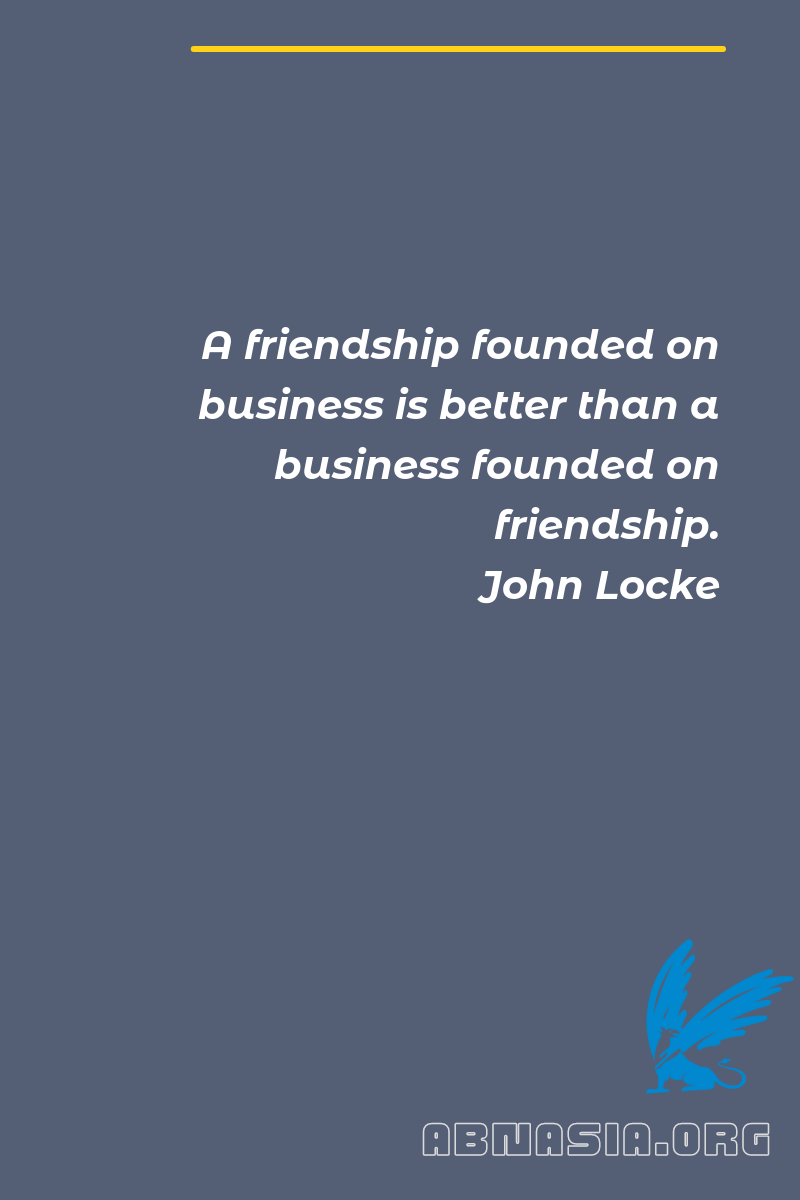 A friendship founded on
business is better than a
business founded on
friendship.
John Locke
ABNASIA.ORG